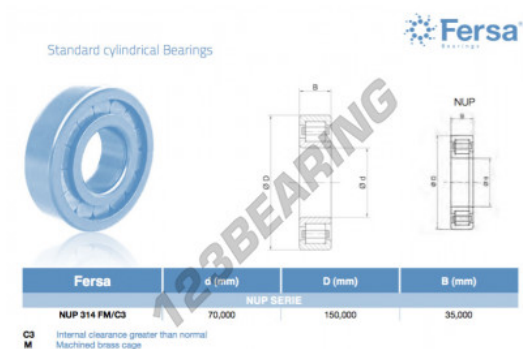 Fersa®
Bearings
Standard cylindrical Bearings
B
Ø D
Ø d
NUP
B
Ø D
Ø d
123BEARING
Fersa d (mm) D (mm) B (mm)
NUP SERIE
NUP 314 FM/C3 70,000 150,000 35,000
C3 Internal clearance greater than normal
M Machined brass cage